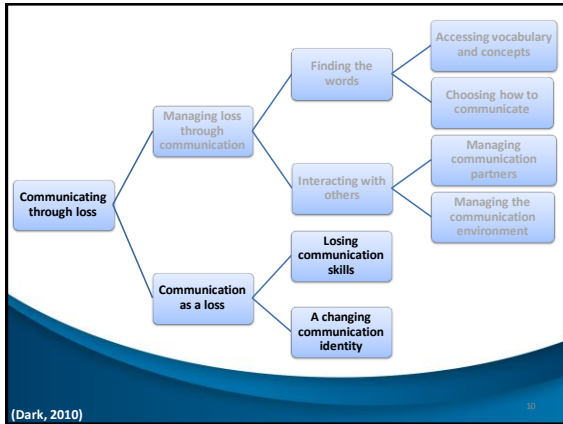 Accessing vocabulary
and concepts
Finding the
words
Choosing how to
communicate
Managing loss
through
communication
Managing
communication
partners
Interacting with
others
Managing the
communication
environment
Communicating
through loss
Losing
communication
skills
Communication
as a loss
A changing
communication
identity
(Dark, 2010)
10